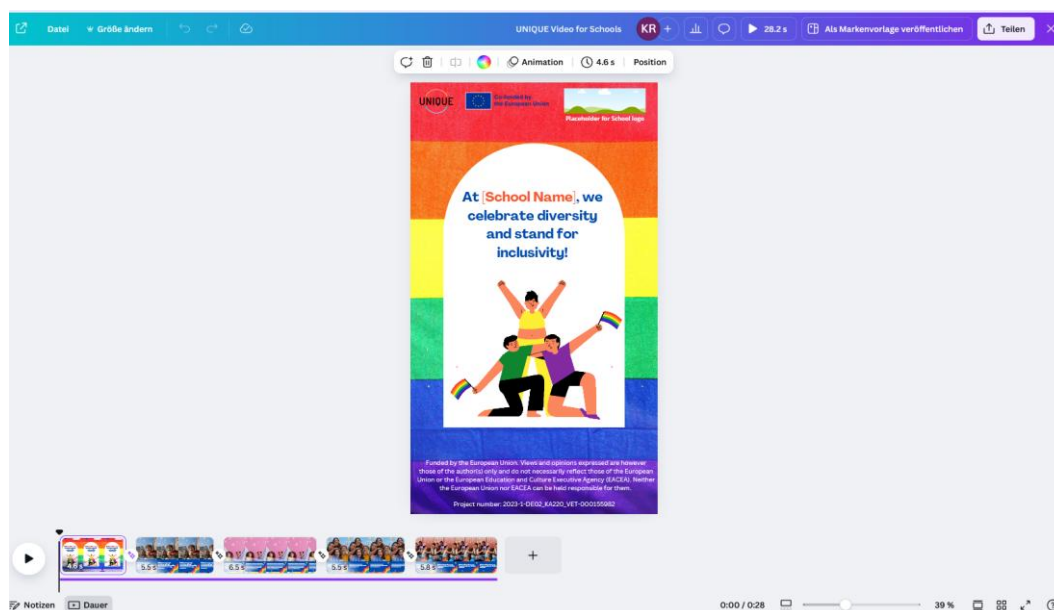 Datei Größe ändern UNIQUE Video for Schools KR + 28.2 s Als Markenvorlage veröffentlichen Teilen
Animation 4.6 s Position
UNIQUE
Co-funded by
the European Union
Placeholder for School logo
At [School Name], we
celebrate diversity
and stand for
inclusivity!
Funded by the European Union. Views and opinions expressed are however
those of the author(s) only and do not necessarily reflect those of the European
Union or the European Education and Culture Executive Agency (EACEA). Neither
the European Union nor EACEA can be held responsible for them.
Project number: 2023-1-DE02_KA220_VET-000155982
5.5 s 6.5 s 5.5 s 5.8 s +
Notizen Dauer 0:00 / 0:28 39 %